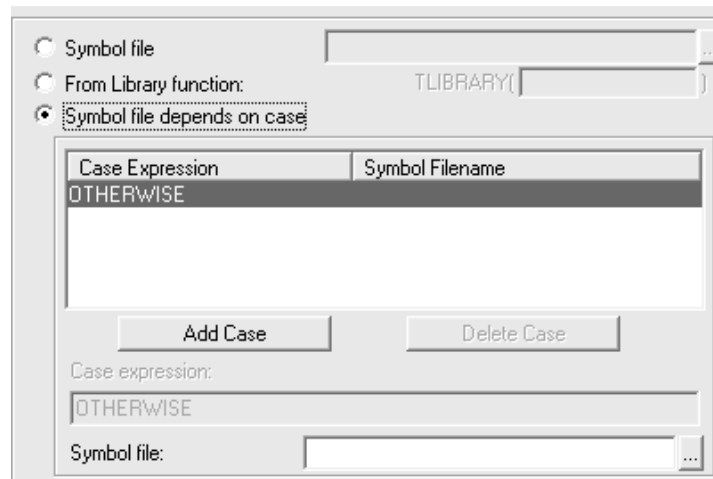 Symbol file ...
From Library function: TLIBRARY( )
Symbol file depends on case
Case Expression Symbol Filename
OTHERWISE
Add Case Delete Case
Case expression:
OTHERWISE
Symbol file: ...